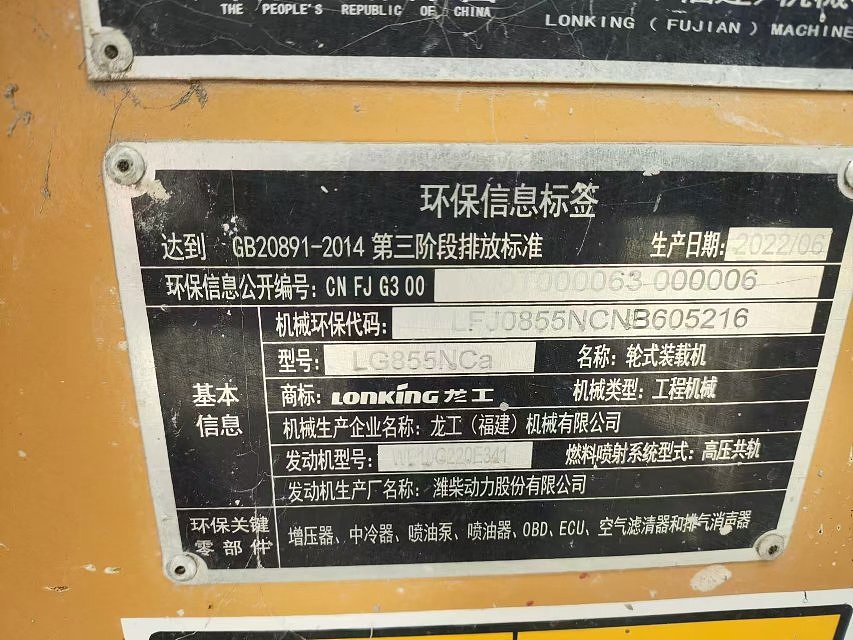 THE PEOPLE'S REPUBLIC OF CHINA
LONKING ( FUJIAN ) MACHINE
环保信息标签
达到 GB20891-2014 第三阶段排放标准 生产日期: 2022/06
环保信息公开编号: CN FJ G3 00 000063 000006
机械环保代码: LFJ0855NCNB605216
型号: LG855NCa 名称: 轮式装载机
基本信息
商标: LONKING 龙工 机械类型: 工程机械
机械生产企业名称: 龙工(福建)机械有限公司
发动机型号: WP10G220E341 燃料喷射系统型式: 高压共轨
发动机生产厂名称: 潍柴动力股份有限公司
环保关键零部件 增压器、中冷器、喷油泵、喷油器、OBD、ECU、空气滤清器和排气消声器